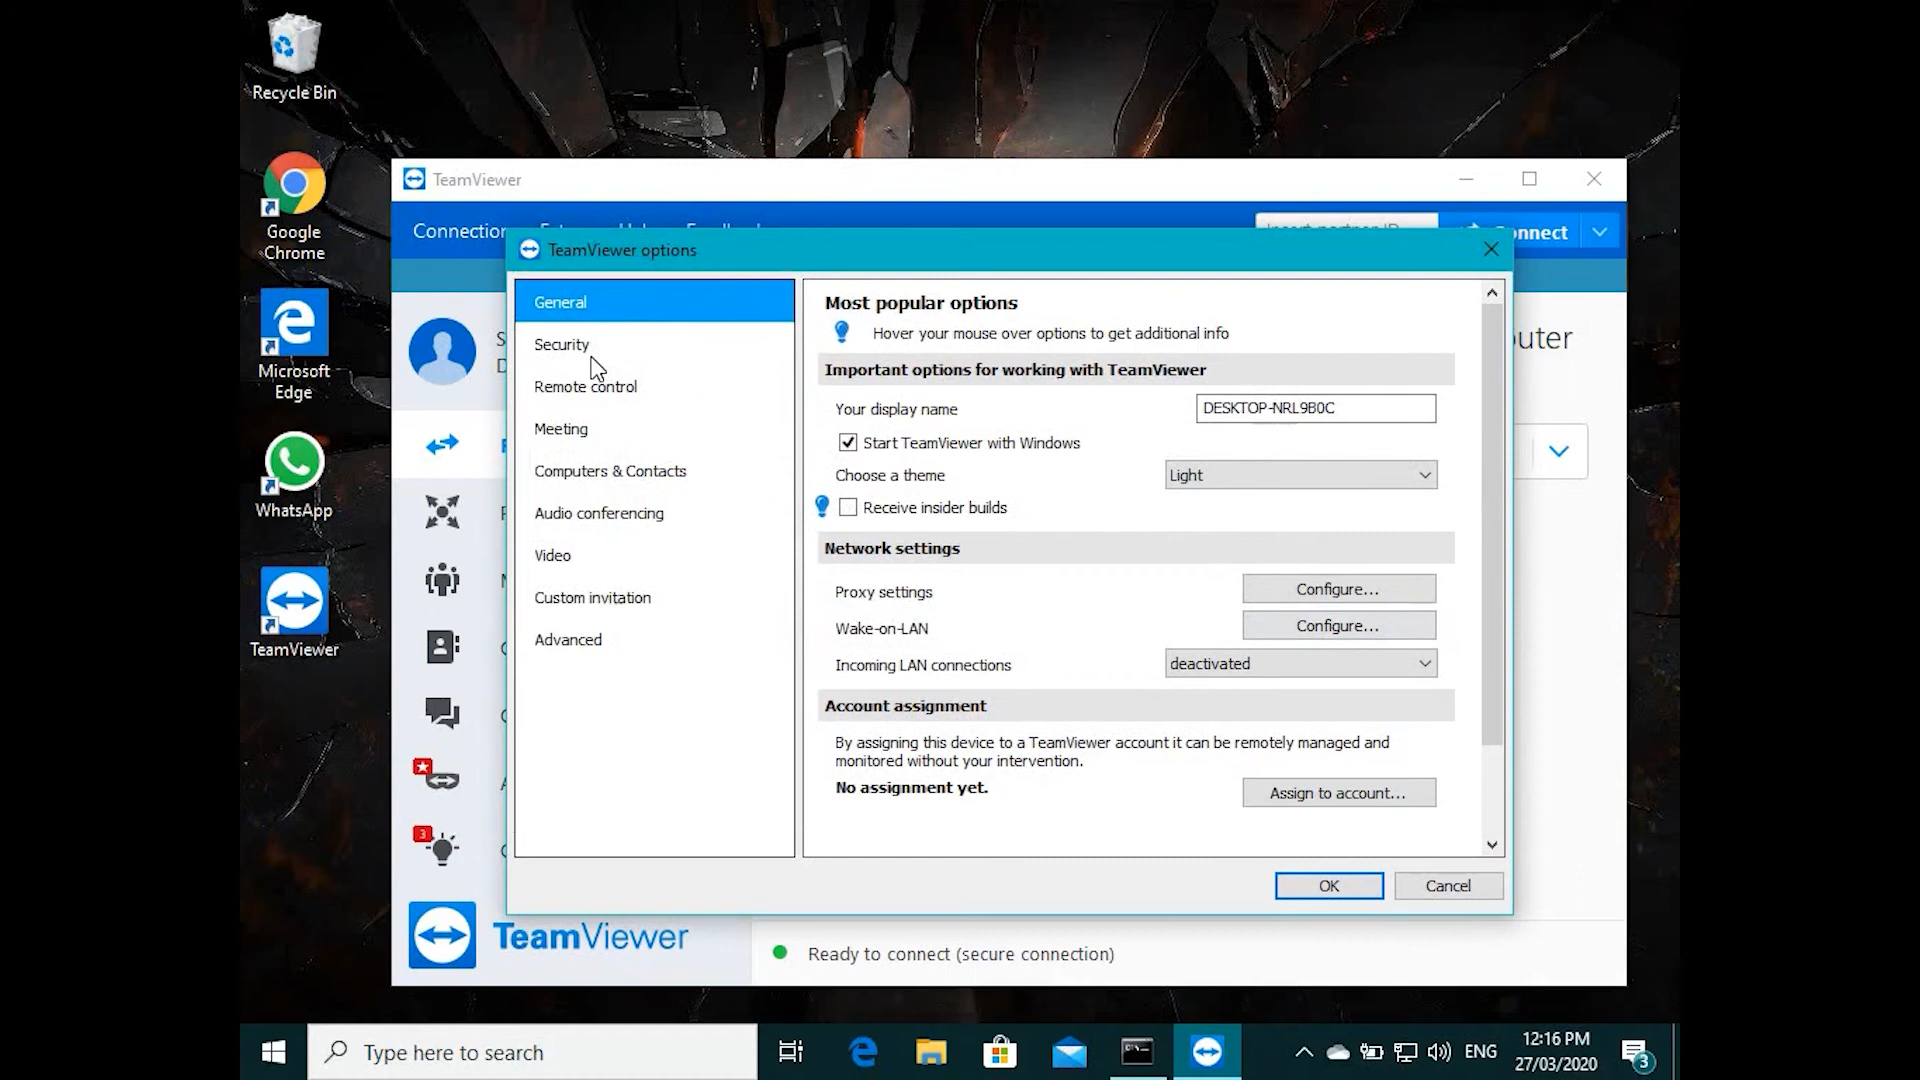 Recycle Bin
Google
Chrome
Microsoft
Edge
WhatsApp
TeamViewer
TeamViewer
Connection
Connect
TeamViewer options
General
Security
Remote control
Meeting
Computers & Contacts
Audio conferencing
Video
Custom invitation
Advanced
Most popular options
Hover your mouse over options to get additional info
Important options for working with TeamViewer
Your display name
DESKTOP-NRL9B0C
Start TeamViewer with Windows
Choose a theme
Light
Receive insider builds
Network settings
Proxy settings
Configure...
Wake-on-LAN
Configure...
Incoming LAN connections
deactivated
Account assignment
By assigning this device to a TeamViewer account it can be remotely managed and
monitored without your intervention.
No assignment yet.
Assign to account...
OK
Cancel
3
TeamViewer
Ready to connect (secure connection)
Type here to search
ENG
12:16 PM
27/03/2020
3